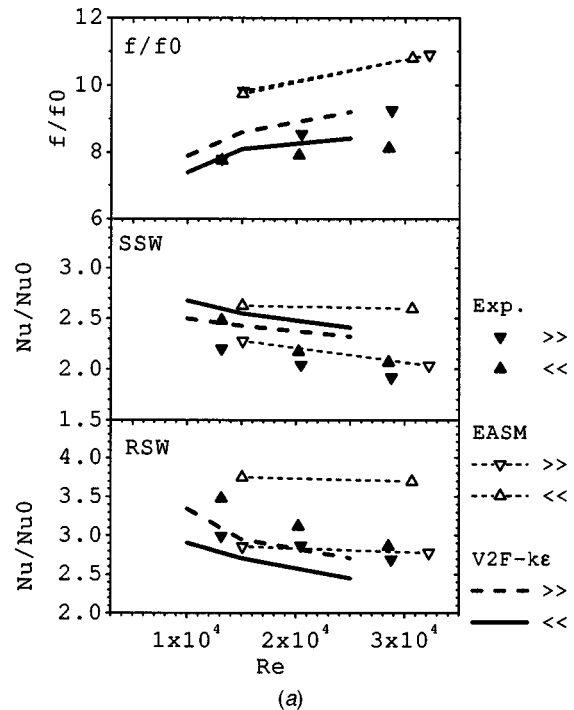 12
f/f0
10
f/f0
8
6
SSW
3.0
Nu/Nu0
2.5
2.0
1.5
RSW
4.0
3.5
Nu/Nu0
3.0
2.5
2.0
1x10⁴ 2x10⁴ 3x10⁴
Re
Exp.
>>
<<
EASM
>>
<<
V2F-kε
>>
<<
(a)